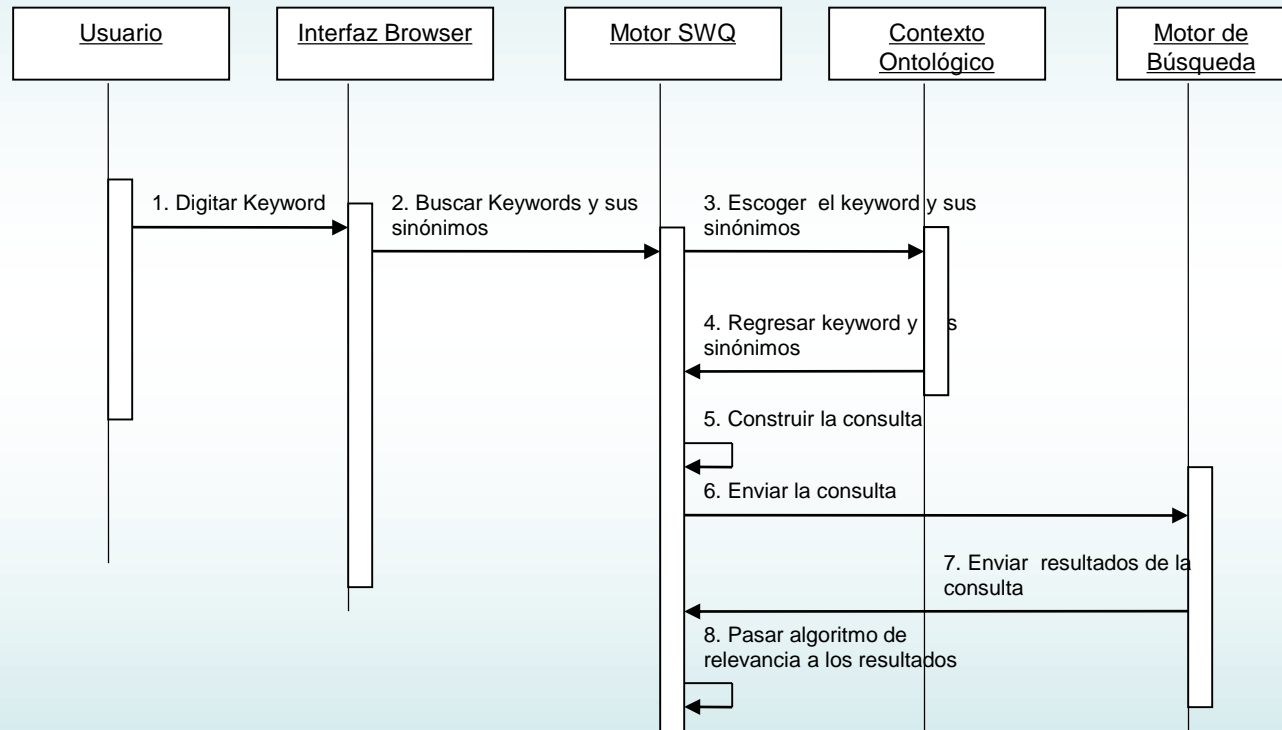 Usuario
Interfaz Browser
Motor SWQ
Contexto
Ontológico
Motor de
Búsqueda
1. Digitar Keyword
2. Buscar Keywords y sus
sinónimos
3. Escoger  el keyword y sus
sinónimos
4. Regresar keyword y s
sinónimos
5. Construir la consulta
6. Enviar la consulta
7. Enviar  resultados de la
consulta
8. Pasar algoritmo de
relevancia a los resultados